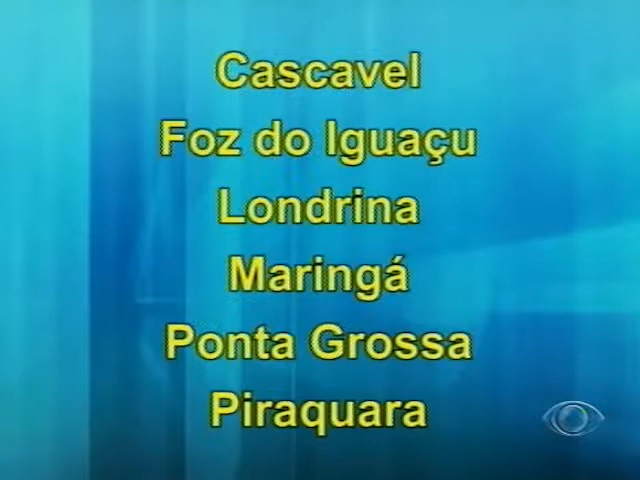 Cascavel
Foz do Iguaçu
Londrina
Maringá
Ponta Grossa
Piraquara